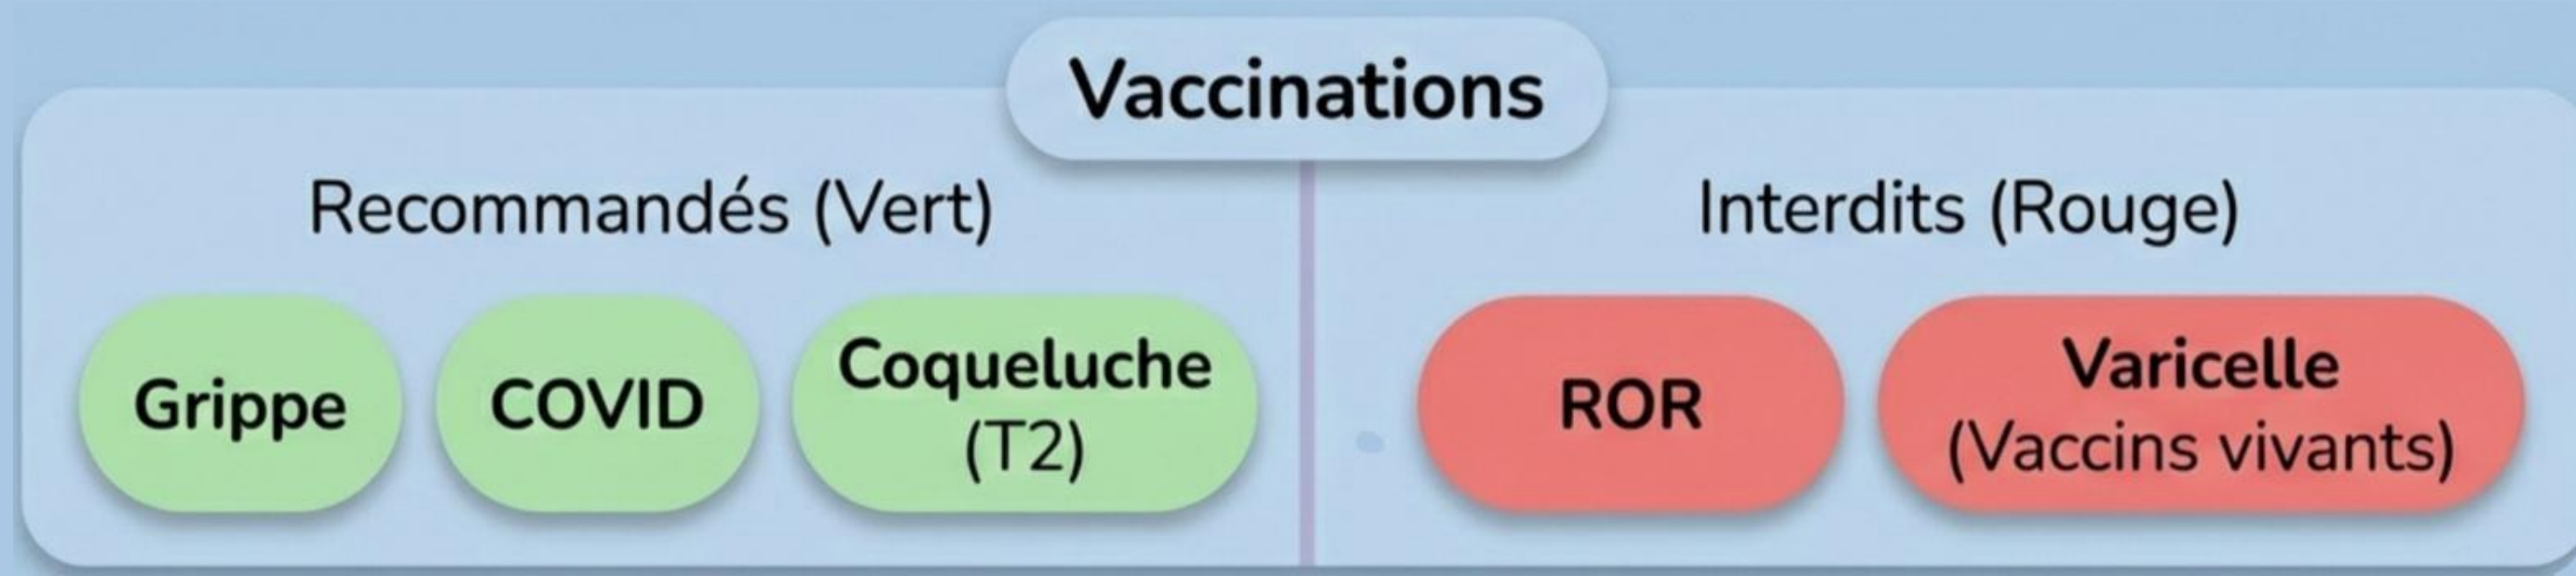 Vaccinations
Recommandés (Vert)
Grippe
COVID
Coqueluche
(T2)
Interdits (Rouge)
ROR
Varicelle
(Vaccins vivants)